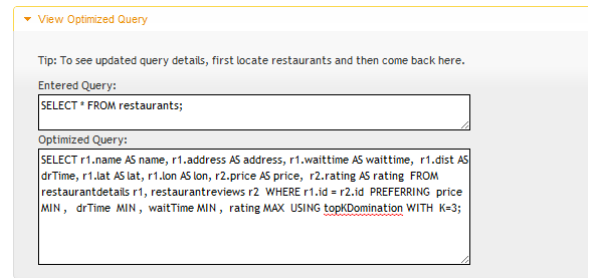 View Optimized Query
Tip: To see updated query details, first locate restaurants and then come back here.
Entered Query:
SELECT * FROM restaurants;
Optimized Query:
SELECT r1.name AS name, r1.address AS address, r1.waittime AS waittime, r1.dist AS
drTime, r1.lat AS lat, r1.lon AS lon, r2.price AS price, r2.rating AS rating FROM
restaurantdetails r1, restaurantreviews r2 WHERE r1.id = r2.id PREFERRING price
MIN , drTime MIN , waitTime MIN , rating MAX USING topKDomination WITH K=3;